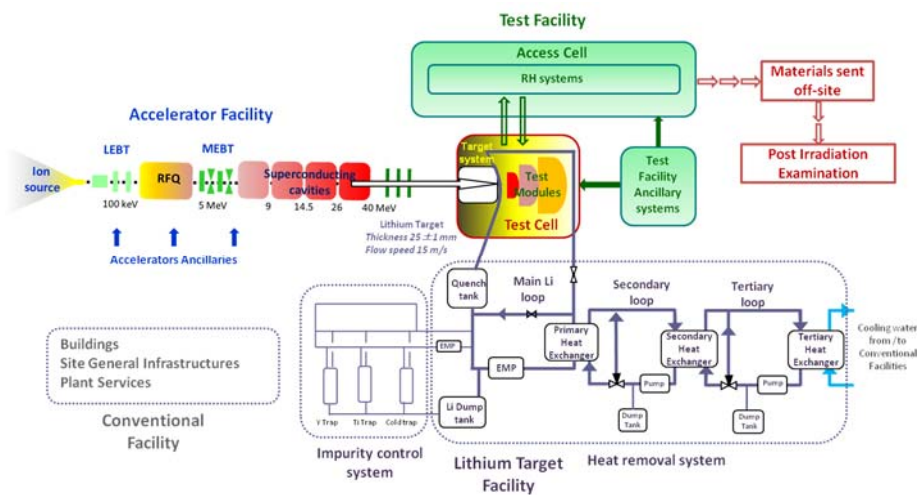 Test Facility
Access Cell
RH systems
Materials sent
off-site
Post Irradiation
Examination
Accelerator Facility
LEBT
MEBT
Ion
source
RFQ
Superconducting
cavities
100 keV
5 MeV
9
14.5
26
40 MeV
Accelerators Ancillaries
Target
system
Test
Modules
Test Cell
Test
Facility
Ancillary
systems
Lithium Target
Thickness 25 ±1 mm
Flow speed 15 m/s
Quench
tank
Main Li
loop
Secondary
loop
Tertiary
loop
EMP
EMP
Primary
Heat
Exchanger
Secondary
Heat
Exchanger
Tertiary
Heat
Exchanger
Cooling water
from /to
Conventional
Facilities
Pump
Pump
Dump
Tank
Dump
Tank
Li Dump
tank
Y Trap
Ti Trap
Cold trap
Impurity control
system
Lithium Target
Facility
Heat removal system
Buildings
Site General Infrastructures
Plant Services
Conventional
Facility